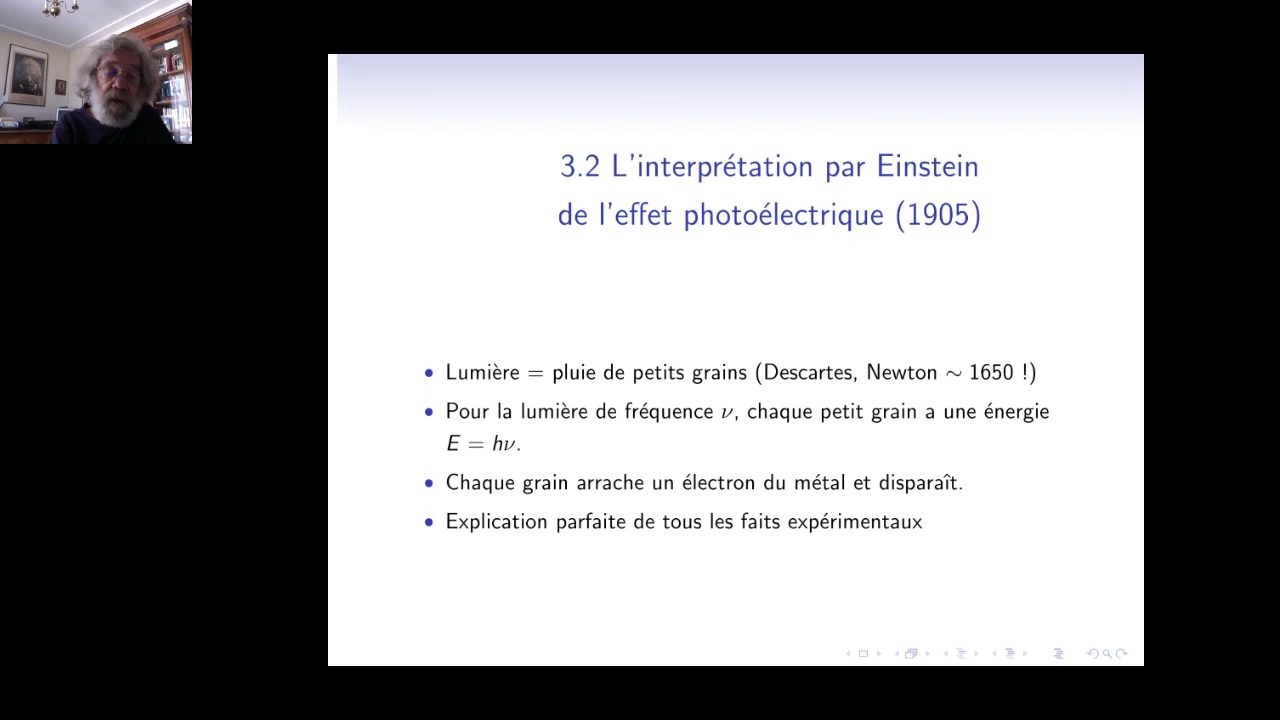 3.2 L'interprétation par Einstein
de l'effet photoélectrique (1905)
• Lumière = pluie de petits grains (Descartes, Newton ∼ 1650 !)
• Pour la lumière de fréquence ν, chaque petit grain a une énergie
E = hν.
• Chaque grain arrache un électron du métal et disparaît.
• Explication parfaite de tous les faits expérimentaux